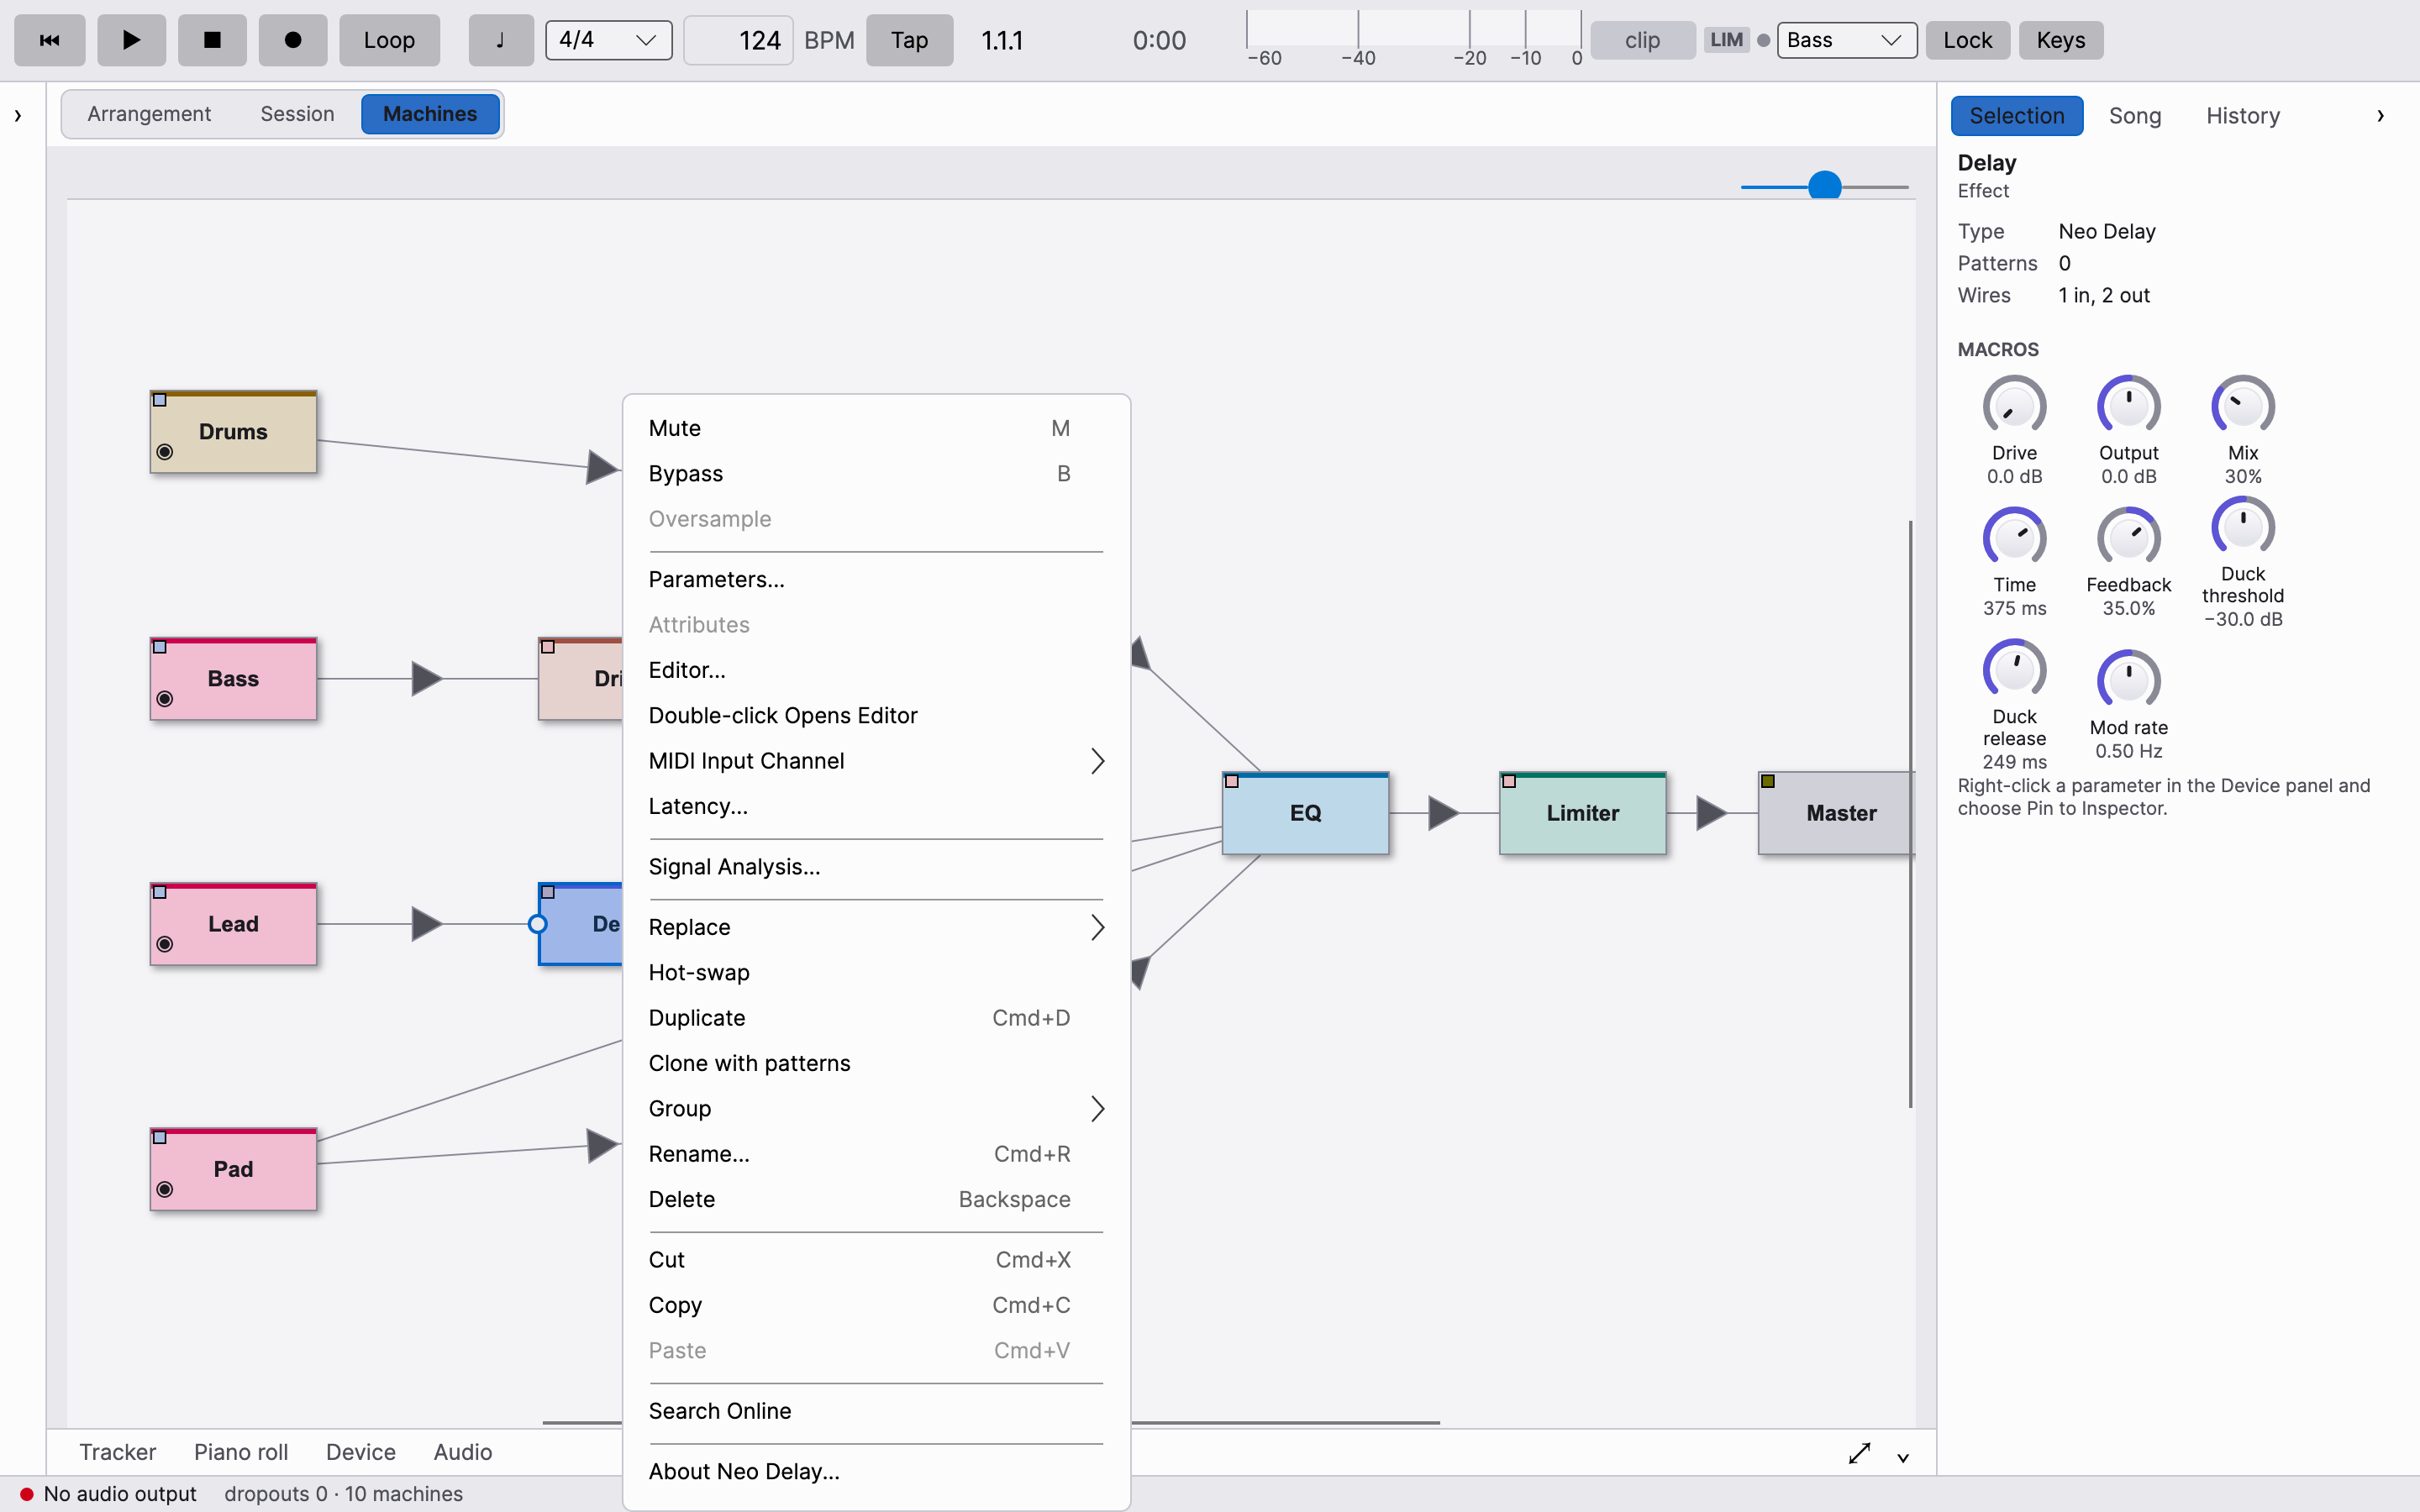 Loop
4/4
124 BPM
Tap
1.1.1
0:00
−60 −40 −20 −10 0
clip
LIM
Bass
Lock
Keys
Arrangement Session Machines
Selection Song History
Delay
Effect
Type Neo Delay
Patterns 0
Wires 1 in, 2 out
MACROS
Drive Output Mix
0.0 dB 0.0 dB 30%
Time Feedback Duck threshold
375 ms 35.0% −30.0 dB
Duck release Mod rate
249 ms 0.50 Hz
Right-click a parameter in the Device panel and
choose Pin to Inspector.
Drums
Bass
Lead
Pad
Dri
De
EQ
Limiter
Master
Mute M
Bypass B
Oversample
Parameters...
Attributes
Editor...
Double-click Opens Editor
MIDI Input Channel
Latency...
Signal Analysis...
Replace
Hot-swap
Duplicate Cmd+D
Clone with patterns
Group
Rename... Cmd+R
Delete Backspace
Cut Cmd+X
Copy Cmd+C
Paste Cmd+V
Search Online
About Neo Delay...
Tracker Piano roll Device Audio
No audio output dropouts 0 · 10 machines